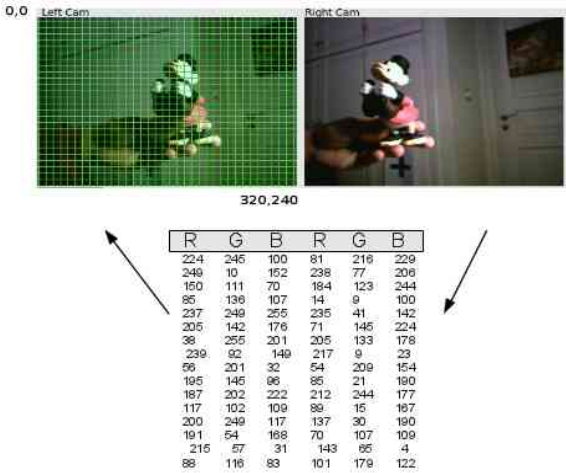 0,0 Left Cam Right Cam
320,240
R G B R G B
224 245 100 81 216 229
249 10 152 238 77 206
150 111 70 184 123 244
85 136 107 14 9 100
237 249 255 235 41 142
205 142 176 71 145 224
38 255 201 205 133 178
239 92 149 217 9 23
56 201 32 54 209 154
195 145 96 85 21 190
187 202 222 212 244 177
117 102 109 89 15 167
200 249 117 137 30 190
191 54 168 70 107 109
215 57 31 143 65 4
88 116 83 101 179 122